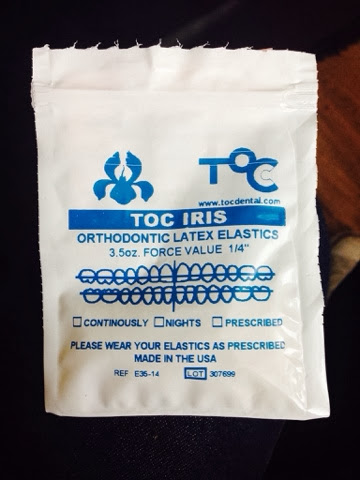 TOC
www.tocdental.com
TOC IRIS
ORTHODONTIC LATEX ELASTICS
3.5oz. FORCE VALUE 1/4"
CONTINOUSLY NIGHTS PRESCRIBED
PLEASE WEAR YOUR ELASTICS AS PRESCRIBED
MADE IN THE USA
REF E35-14 LOT 307699